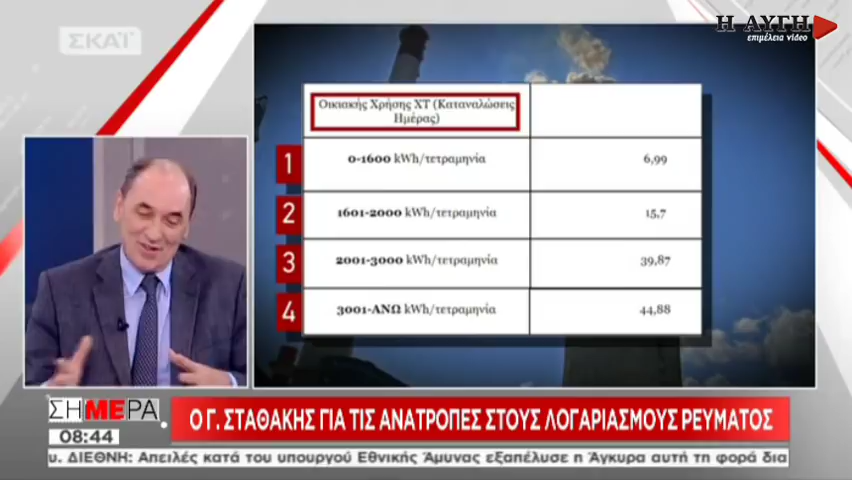 ΣΚΑΪ
Η ΑΥΓΗ
επιμέλεια video
Οικιακής Χρήσης ΧΤ (Καταναλώσεις
Ημέρας)
1
0-1600 kWh/τετραμηνία
6,99
2
1601-2000 kWh/τετραμηνία
15,7
3
2001-3000 kWh/τετραμηνία
39,87
4
3001-ΑΝΩ kWh/τετραμηνία
44,88
ΣΗΜΕΡΑ.
08:44
Ο Γ. ΣΤΑΘΑΚΗΣ ΓΙΑ ΤΙΣ ΑΝΑΤΡΟΠΕΣ ΣΤΟΥΣ ΛΟΓΑΡΙΑΣΜΟΥΣ ΡΕΥΜΑΤΟΣ
υ. ΔΙΕΘΝΗ: Απειλές κατά του υπουργού Εθνικής Άμυνας εξαπέλυσε η Άγκυρα αυτή τη φορά δια